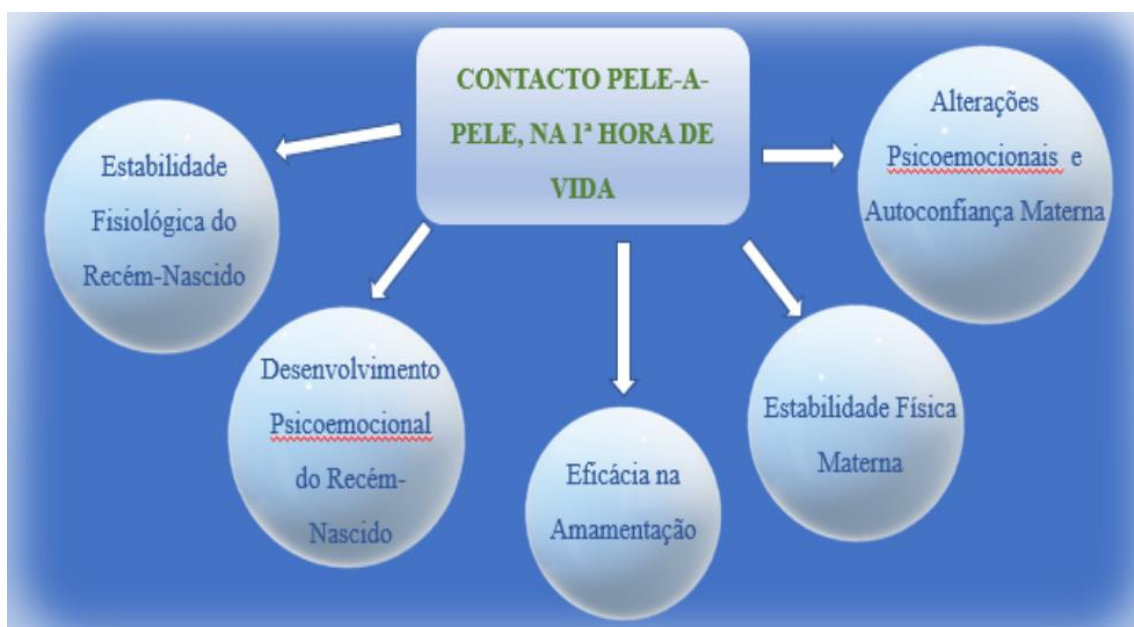 CONTACTO PELE-A-
PELE, NA 1ª HORA DE
VIDA
Estabilidade
Fisiológica do
Recém-Nascido
Desenvolvimento
Psicoemocional
do Recém-
Nascido
Eficácia na
Amamentação
Estabilidade Física
Materna
Alterações
Psicoemocionais e
Autoconfiança Materna